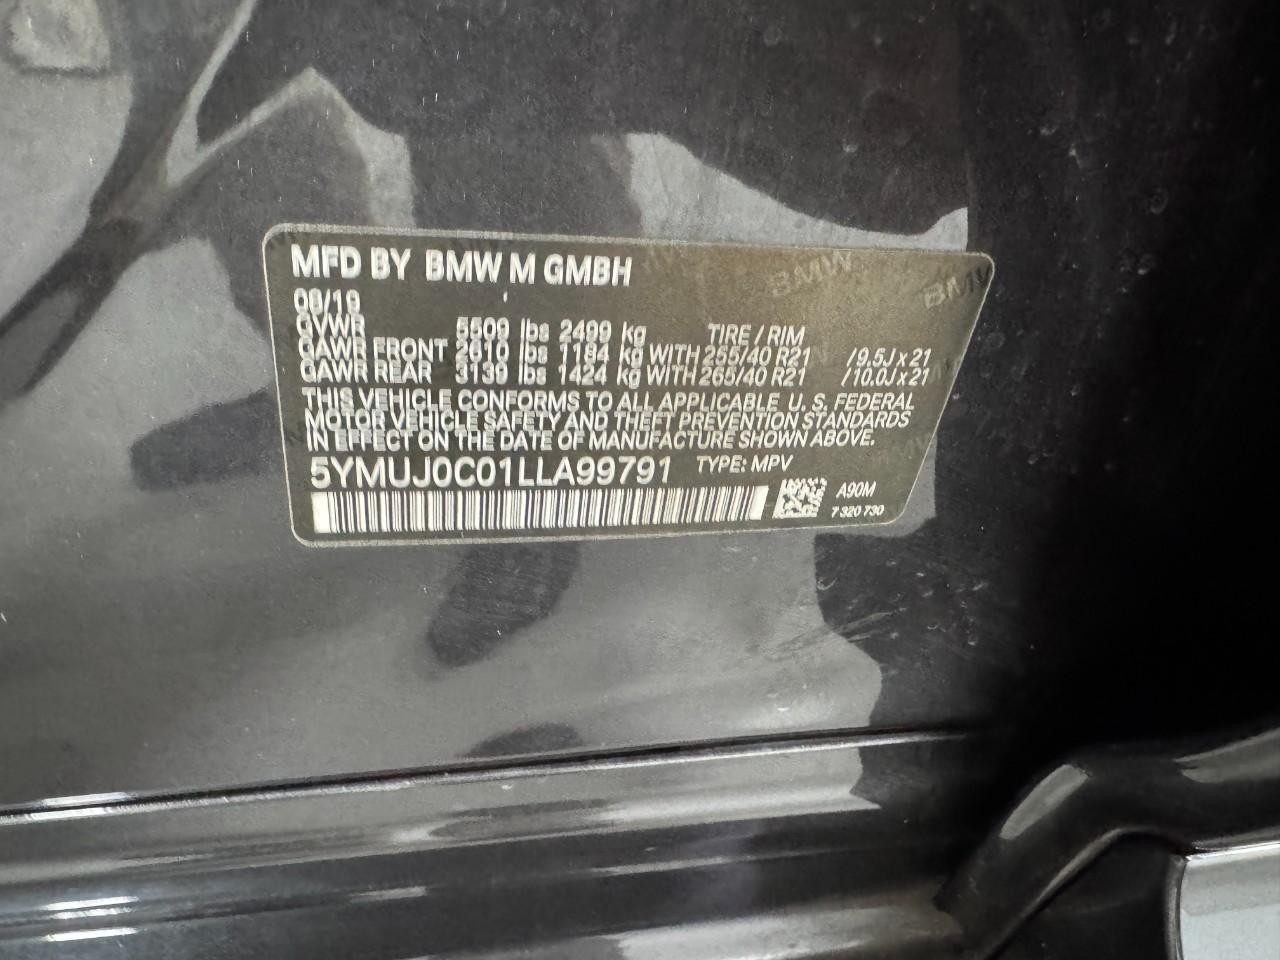 MFD BY BMW M GMBH
08/19
GVWR 5509 lbs 2499 kg TIRE / RIM
GAWR FRONT 2610 lbs 1184 kg WITH 255/40 R21 /9.5J x 21
GAWR REAR 3139 lbs 1424 kg WITH 265/40 R21 /10.0J x 21
THIS VEHICLE CONFORMS TO ALL APPLICABLE U. S. FEDERAL
MOTOR VEHICLE SAFETY AND THEFT PREVENTION STANDARDS
IN EFFECT ON THE DATE OF MANUFACTURE SHOWN ABOVE.
5YMUJ0C01LLA99791 TYPE: MPV
A90M
7 320 730
BMW
BMW